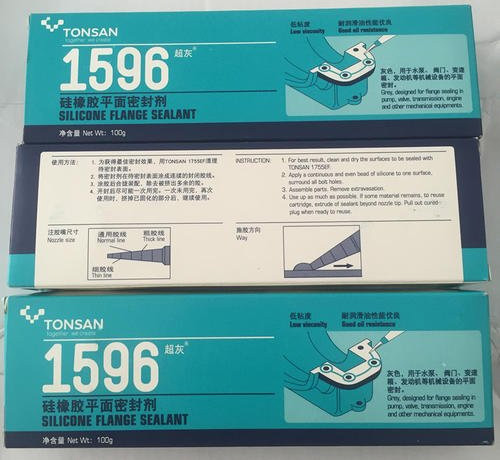 TONSAN
together, we create
1596 超灰®
硅橡胶平面密封剂
SILICONE FLANGE SEALANT
净含量 Net Wt: 100g
低粘度
Low viscosity
耐润滑油性能优良
Good oil resistance
灰色，用于水泵、阀门、变速
箱、发动机等机械设备的平面
密封。
Grey, designed for flange sealing in
pump, valve, transmission, engine
and other mechanical equipments.
使用方法：
1. 为获得最佳密封效果，用TONSAN 1755EF清理
待密封表面。
2. 将密封剂在待密封表面涂成连续的封闭胶线。
3. 涂胶后合拢装配，除去被挤出多余的胶。
4. 开封后尽可能一次用完。一次未用完，再次
使用时，挤掉已固化的部分后，继续使用。
INSTRUCTION:
1. For best result, clean and dry the surfaces to be sealed with
TONSAN 1755EF.
2. Apply a continuous and even bead of silicone to one surface,
surround all bolt holes.
3. Assemble parts. Remove extravasation.
4. Use up as much as possible. If some material remains, to reuse
cartridge, extrude of sealant beyond nozzle tip. Pull out cured
plug when ready to reuse.
注胶嘴尺寸
Nozzle size
通用胶线
Normal line
粗胶线
Thick line
细胶线
Thin line
施胶方向
Way
TONSAN
together, we create
1596 超灰®
硅橡胶平面密封剂
SILICONE FLANGE SEALANT
净含量 Net Wt: 100g
低粘度
Low viscosity
耐润滑油性能优良
Good oil resistance
灰色，用于水泵、阀门、变速
箱、发动机等机械设备的平面
密封。
Grey, designed for flange sealing in
pump, valve, transmission, engine
and other mechanical equipments.